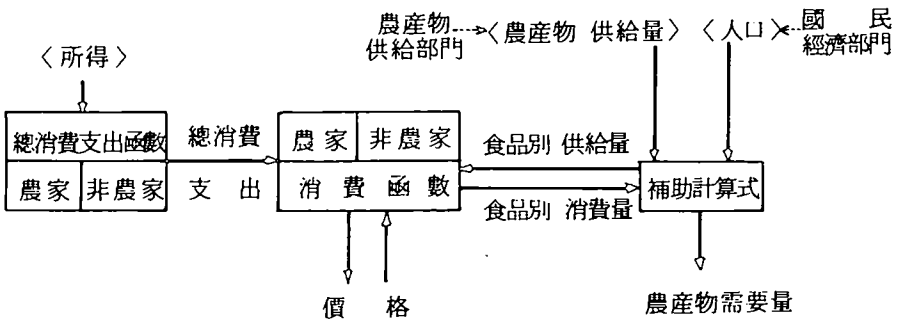 農産物
供給部門
〈農産物 供給量〉
〈人口〉
國民
經濟部門
〈所得〉
總消費支出函數
農家 非農家
總消費
支出
農家 非農家
消費函數
食品別 供給量
食品別 消費量
補助計算式
價格
農産物需要量